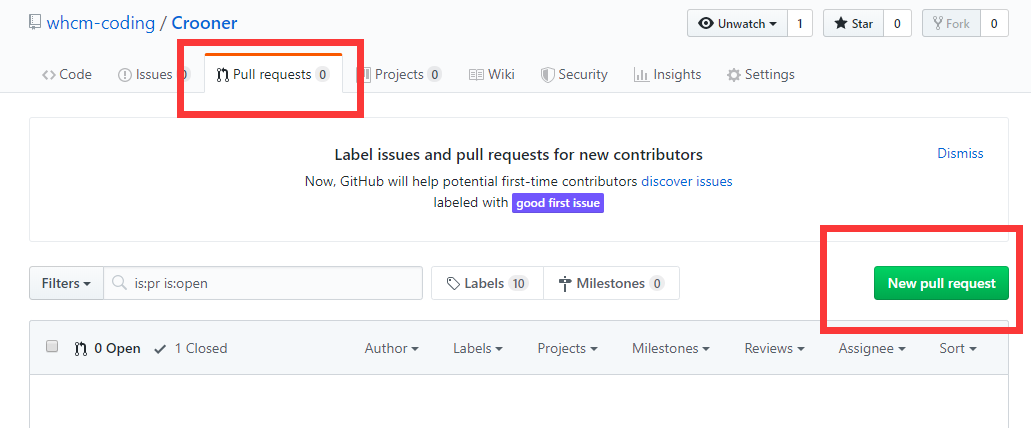 whcm-coding / Crooner
Unwatch 1 Star 0 Fork 0
Code Issues 0 Pull requests 0 Projects 0 Wiki Security Insights Settings
Label issues and pull requests for new contributors
Dismiss
Now, GitHub will help potential first-time contributors discover issues
labeled with good first issue
Filters is:pr is:open Labels 10 Milestones 0 New pull request
0 Open 1 Closed Author Labels Projects Milestones Reviews Assignee Sort